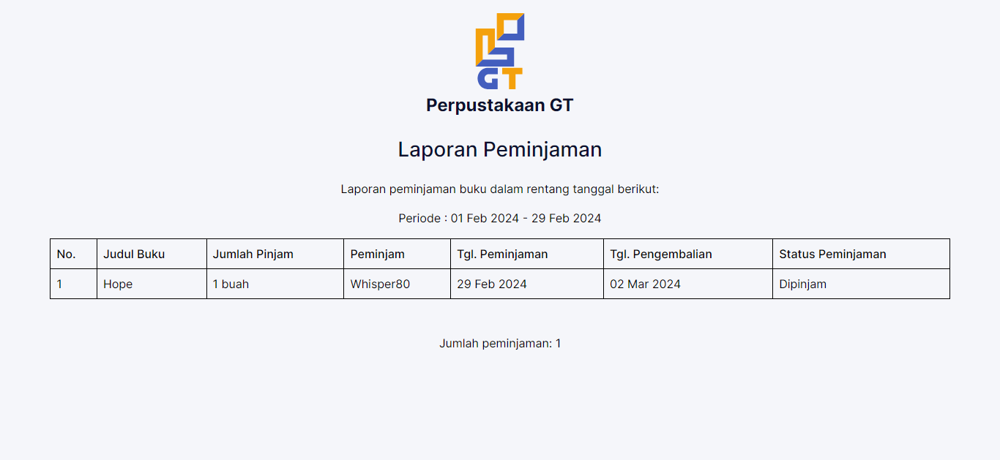 GT
Perpustakaan GT
Laporan Peminjaman
Laporan peminjaman buku dalam rentang tanggal berikut:
Periode : 01 Feb 2024 - 29 Feb 2024
No. Judul Buku Jumlah Pinjam Peminjam Tgl. Peminjaman Tgl. Pengembalian Status Peminjaman
1 Hope 1 buah Whisper80 29 Feb 2024 02 Mar 2024 Dipinjam
Jumlah peminjaman: 1